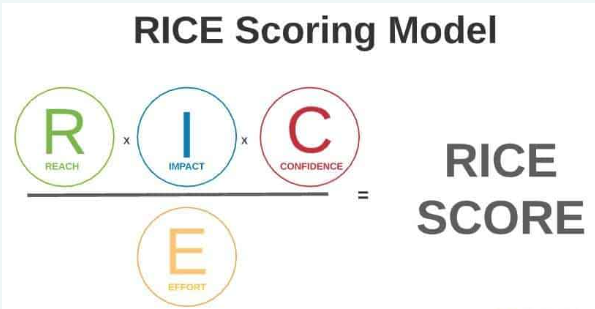 RICE Scoring Model
R x I x C
REACH IMPACT CONFIDENCE
=
RICE
SCORE
E
EFFORT